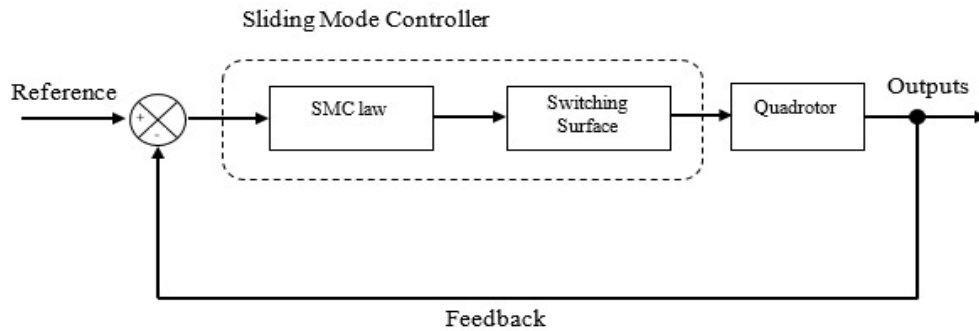 Sliding Mode Controller
Reference
+
-
SMC law
Switching
Surface
Quadrotor
Outputs
Feedback